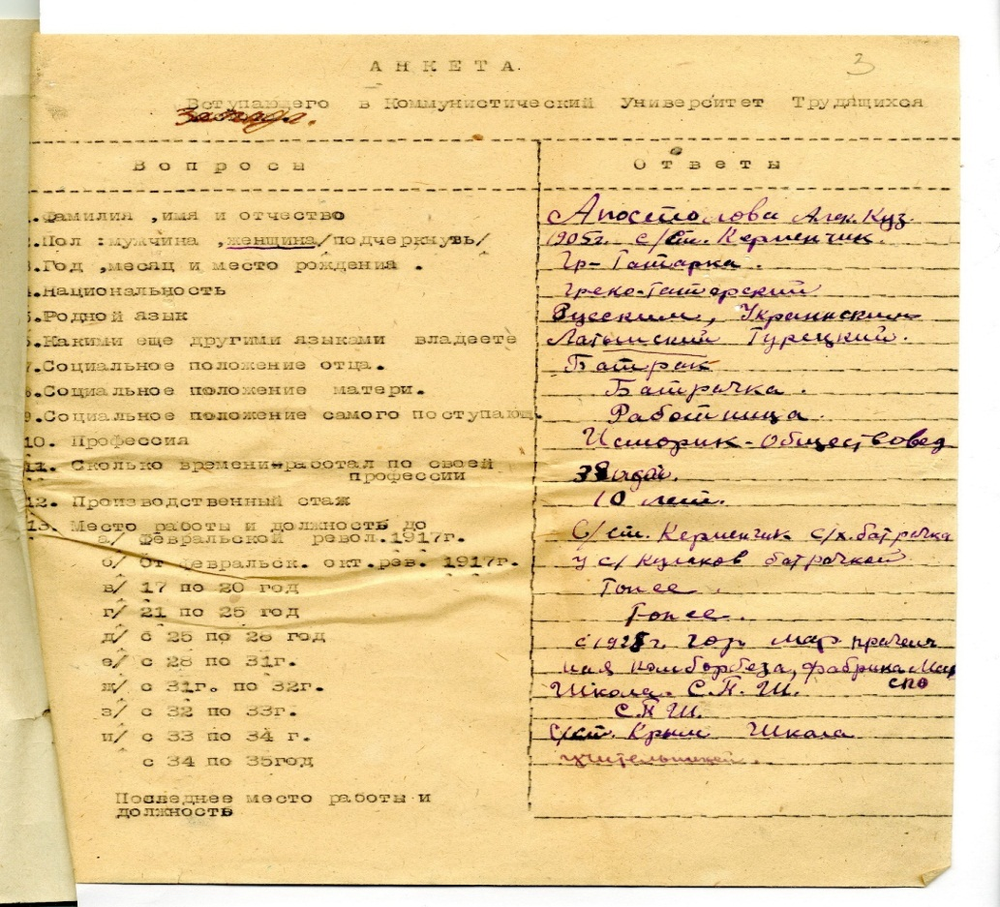 3
АНКЕТА.
Вступающего в Коммунистический Университет Трудящихся
Запада.
Вопросы Ответы
1.Фамилия ,имя и отчество Апостолова Алек. Куз.
2.Пол :мужчина ,женщина/подчеркнуть/ 1905г. с/ст. Керменчик.
3.Год ,месяц и место рождения . Гр-Татарка.
4.Национальность Греко-Татарский
5.Родной язык Русским, Украинским
6.Какими еще другими языками владеете Латышский Турецкий.
7.Социальное положение отца. Батрак
8.Социальное положение матери. Батрачка.
9.Социальное положение самого поступающ. Работница.
10. Профессия Историк-Обществовед
11. Сколько времени работал по своей
профессии
12. Производственный стаж 10 лет.
13. Место работы и должность до
а/ Февральской револ.1917г. С/ст. Керменчик с/х.батрачка
б/ От февральск. окт.рев. 1917г. у с/кулаков батрачкой
в/ 17 по 20 год Тоже.
г/ 21 по 25 год Тоже.
д/ с 25 по 28 год с 1928г. гор. Мар прачеш
е/ с 28 по 31г. ная комборбеза, фабрика Мар
спо
ж/ с 31г. по 32г. Школа. С.П.Ш.
з/ с 32 по 33г. СПШ
и/ с 33 по 34 г. с/ст. Крым Школа
с 34 по 35год учительницей.
Последнее место работы и
должность